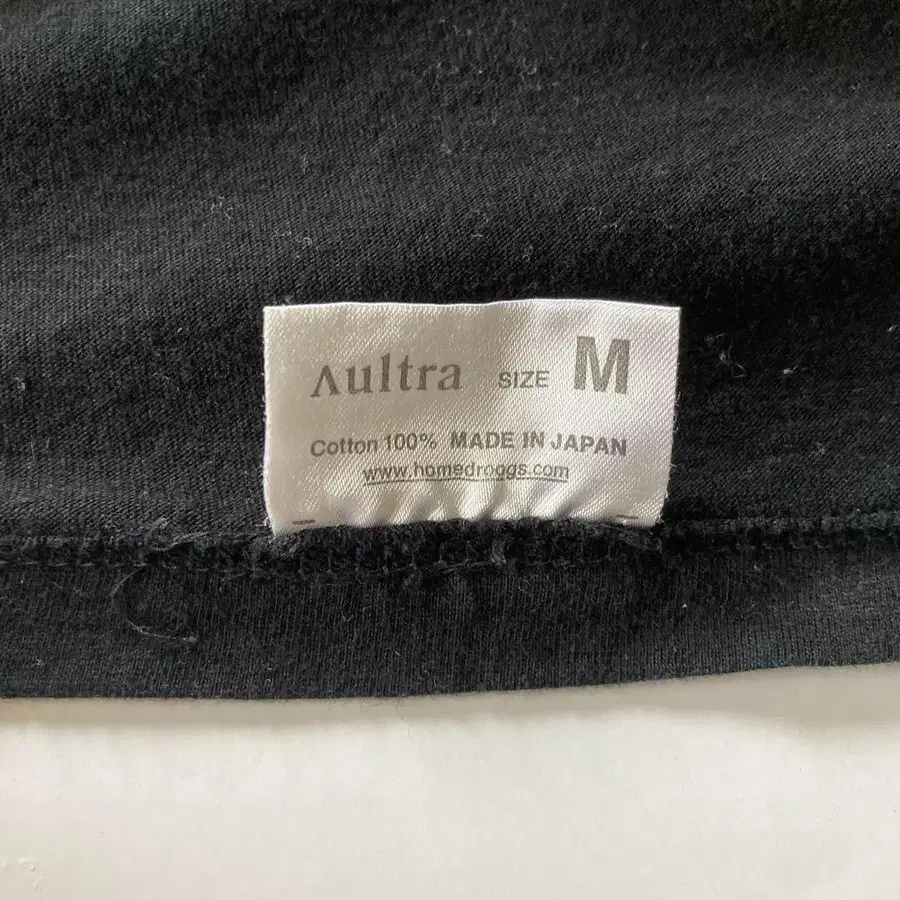 Λultra SIZE M
Cotton 100% MADE IN JAPAN
www.homedroggs.com